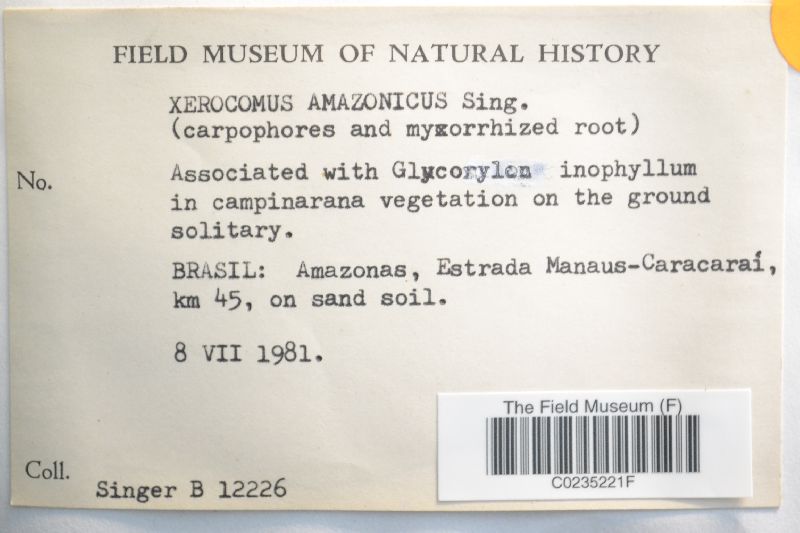 FIELD MUSEUM OF NATURAL HISTORY
XEROCOMUS AMAZONICUS Sing.
(carpophores and myxorrhized root)
No.
Associated with Glycoxylon inophyllum
in campinarana vegetation on the ground
solitary.
BRASIL: Amazonas, Estrada Manaus-Caracaraí,
km 45, on sand soil.
8 VII 1981.
The Field Museum (F)
C0235221F
Coll.
Singer B 12226